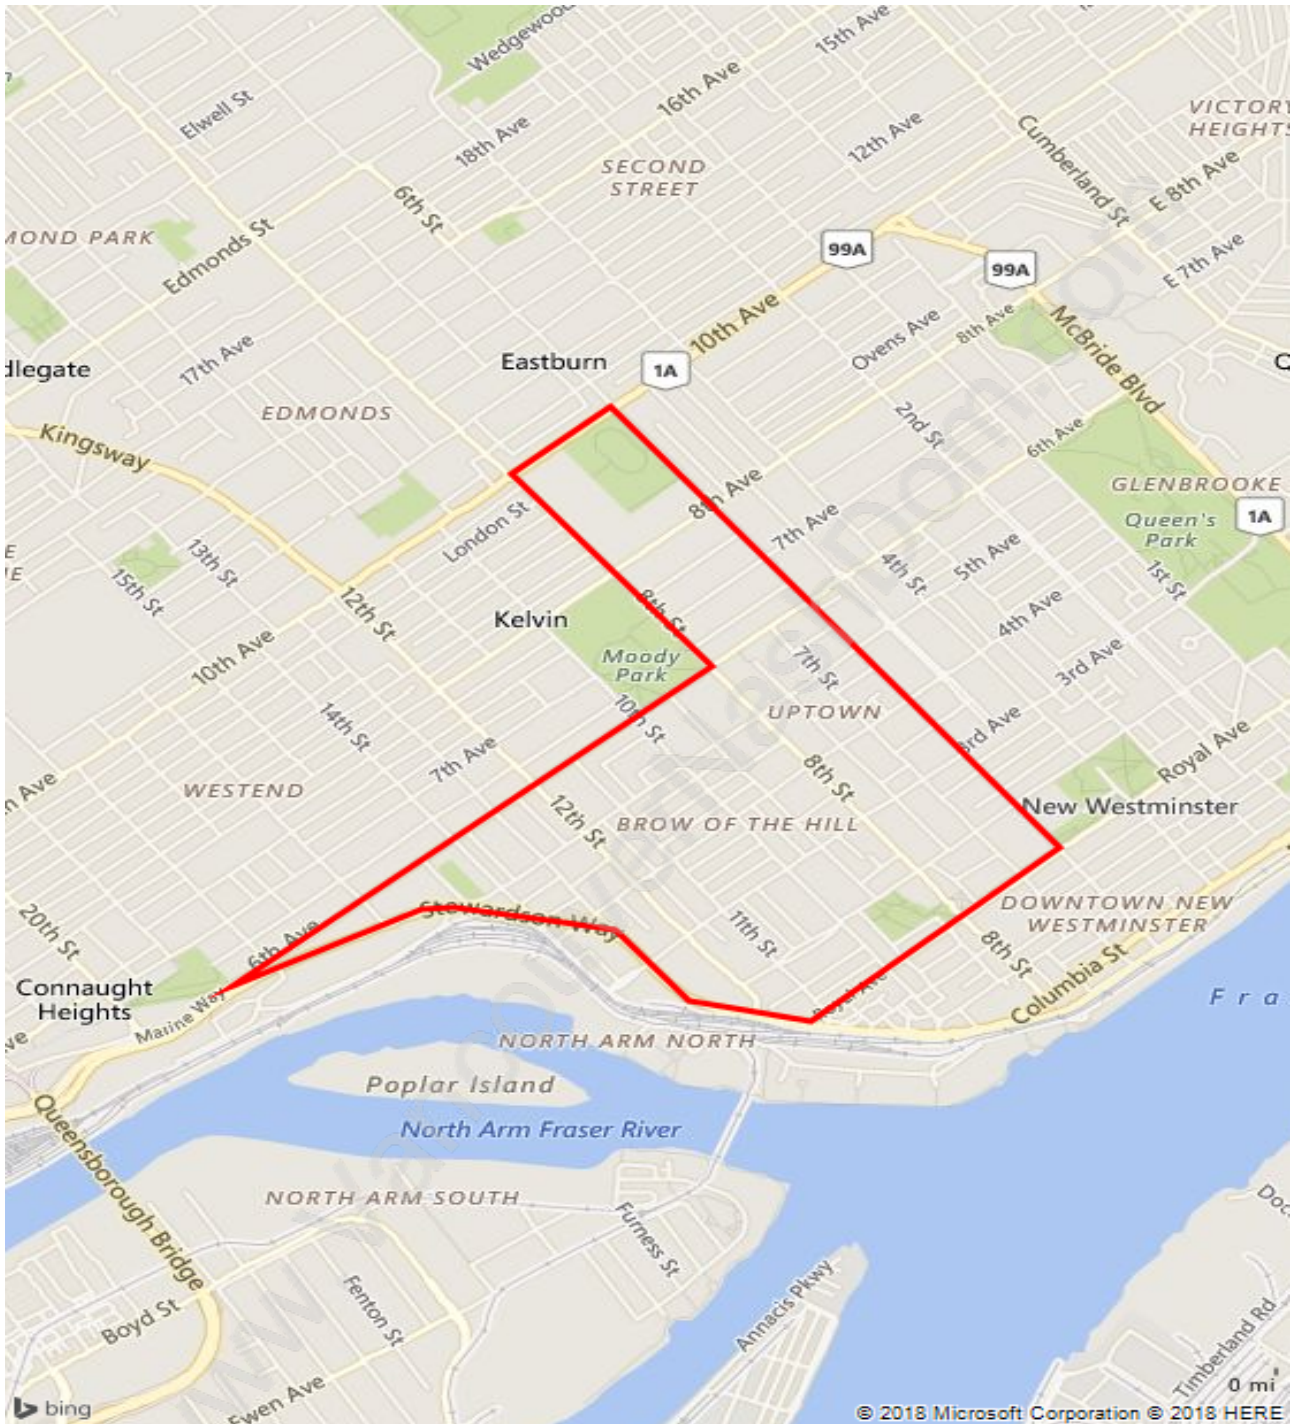 Wedgewood
15th Ave
16th Ave
Elwell St
18th Ave
12th Ave
VICTORY
HEIGHTS
Cumberland St
SECOND
STREET
E 8th Ave
6th St
MOND PARK
Edmonds St
99A
99A
E 7th Ave
10th Ave
Ovens Ave
8th Ave
McBride Blvd
17th Ave
Eastburn
1A
dlegate
EDMONDS
2nd St
6th Ave
Kingsway
8th Ave
GLENBROOKE
Queen's
Park
1A
London St
7th Ave
5th Ave
4th St
1st St
13th St
15th St
12th St
8th St
4th Ave
Kelvin
Moody
Park
10th Ave
7th St
3rd Ave
10th St
UPTOWN
14th St
3rd Ave
Royal Ave
7th Ave
8th St
WESTEND
New Westminster
12th St
BROW OF THE HILL
20th St
Stewardson Way
11th St
DOWNTOWN NEW
WESTMINSTER
6th Ave
8th St
Columbia St
Connaught
Heights
Marine Way
Royal Ave
Fra
NORTH ARM NORTH
Poplar Island
North Arm Fraser River
Queensborough Bridge
NORTH ARM SOUTH
Furness St
Annacis Pkwy
Fenton St
Boyd St
Timberland Rd
Ewen Ave
0 mi
bing
© 2018 Microsoft Corporation © 2018 HERE